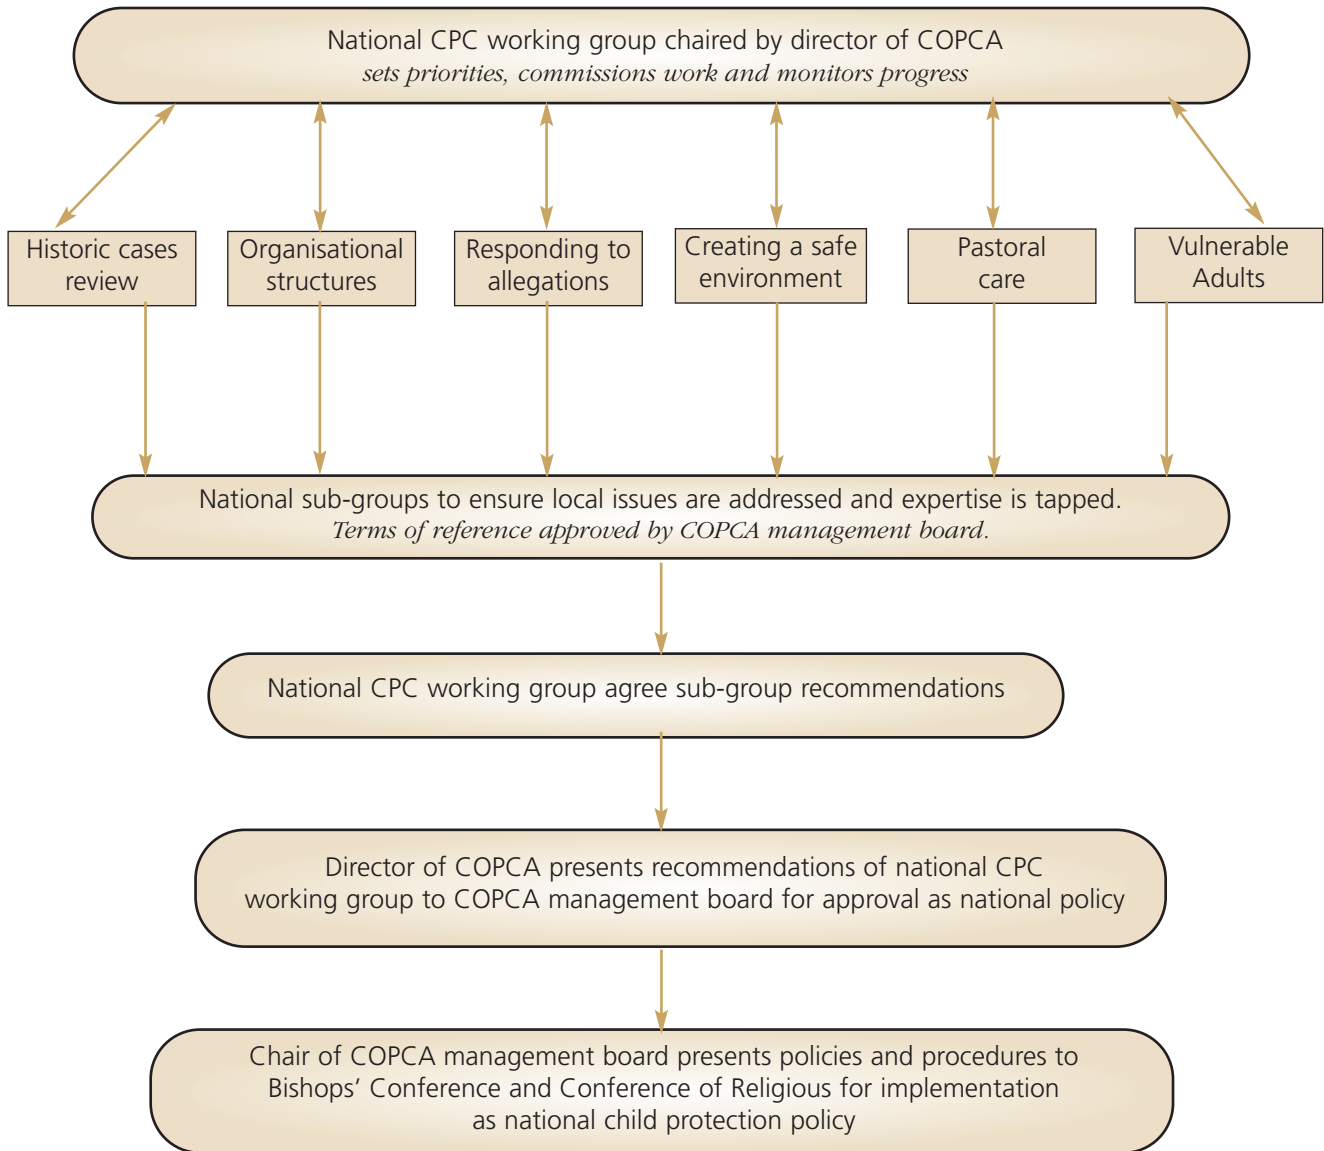 National CPC working group chaired by director of COPCA
sets priorities, commissions work and monitors progress
Historic cases
review
Organisational
structures
Responding to
allegations
Creating a safe
environment
Pastoral
care
Vulnerable
Adults
National sub-groups to ensure local issues are addressed and expertise is tapped.
Terms of reference approved by COPCA management board.
National CPC working group agree sub-group recommendations
Director of COPCA presents recommendations of national CPC
working group to COPCA management board for approval as national policy
Chair of COPCA management board presents policies and procedures to
Bishops’ Conference and Conference of Religious for implementation
as national child protection policy